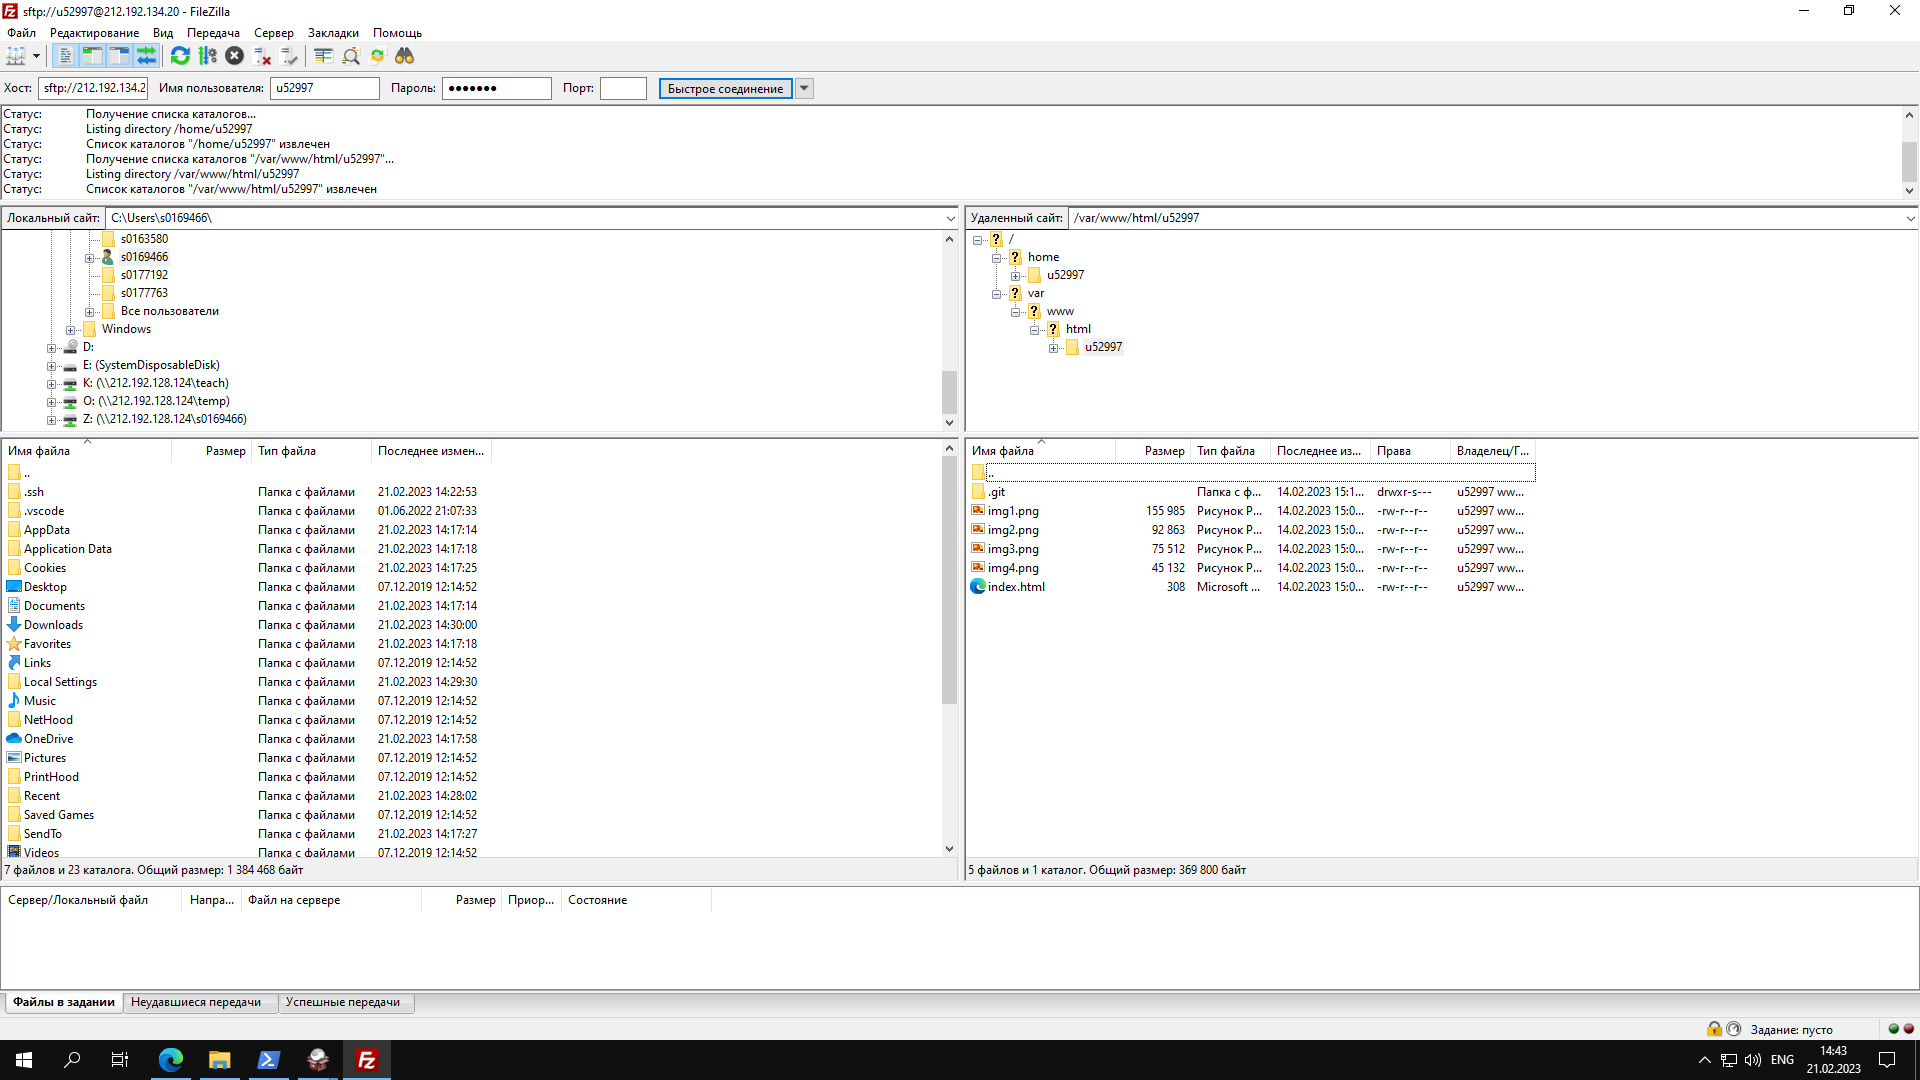 sftp://u52997@212.192.134.20 - FileZilla
Файл Редактирование Вид Передача Сервер Закладки Помощь
Хост: sftp://212.192.134.2 Имя пользователя: u52997 Пароль: ●●●●●●● Порт: Быстрое соединение
Статус: Получение списка каталогов...
Статус: Listing directory /home/u52997
Статус: Список каталогов "/home/u52997" извлечен
Статус: Получение списка каталогов "/var/www/html/u52997"...
Статус: Listing directory /var/www/html/u52997
Статус: Список каталогов "/var/www/html/u52997" извлечен
Локальный сайт: C:\Users\s0169466\
s0163580
s0169466
s0177192
s0177763
Все пользователи
Windows
D:
E: (SystemDisposableDisk)
K: (\\212.192.128.124\teach)
O: (\\212.192.128.124\temp)
Z: (\\212.192.128.124\s0169466)
Имя файла Размер Тип файла Последнее измен...
..
.ssh Папка с файлами 21.02.2023 14:22:53
.vscode Папка с файлами 01.06.2022 21:07:33
AppData Папка с файлами 21.02.2023 14:17:14
Application Data Папка с файлами 21.02.2023 14:17:18
Cookies Папка с файлами 21.02.2023 14:17:25
Desktop Папка с файлами 07.12.2019 12:14:52
Documents Папка с файлами 21.02.2023 14:17:14
Downloads Папка с файлами 21.02.2023 14:30:00
Favorites Папка с файлами 21.02.2023 14:17:18
Links Папка с файлами 07.12.2019 12:14:52
Local Settings Папка с файлами 21.02.2023 14:29:30
Music Папка с файлами 07.12.2019 12:14:52
NetHood Папка с файлами 07.12.2019 12:14:52
OneDrive Папка с файлами 21.02.2023 14:17:58
Pictures Папка с файлами 07.12.2019 12:14:52
PrintHood Папка с файлами 07.12.2019 12:14:52
Recent Папка с файлами 21.02.2023 14:28:02
Saved Games Папка с файлами 07.12.2019 12:14:52
SendTo Папка с файлами 21.02.2023 14:17:27
Videos Папка с файлами 07.12.2019 12:14:52
7 файлов и 23 каталога. Общий размер: 1 384 468 байт
Удаленный сайт: /var/www/html/u52997
/
home
u52997
var
www
html
u52997
Имя файла Размер Тип файла Последнее из... Права Владелец/Г...
..
.git Папка с ф... 14.02.2023 15:1... drwxr-s--- u52997 ww...
img1.png 155 985 Рисунок P... 14.02.2023 15:0... -rw-r--r-- u52997 ww...
img2.png 92 863 Рисунок P... 14.02.2023 15:0... -rw-r--r-- u52997 ww...
img3.png 75 512 Рисунок P... 14.02.2023 15:0... -rw-r--r-- u52997 ww...
img4.png 45 132 Рисунок P... 14.02.2023 15:0... -rw-r--r-- u52997 ww...
index.html 308 Microsoft ... 14.02.2023 15:0... -rw-r--r-- u52997 ww...
5 файлов и 1 каталог. Общий размер: 369 800 байт
Сервер/Локальный файл Напра... Файл на сервере Размер Приор... Состояние
Файлы в задании Неудавшиеся передачи Успешные передачи
Задание: пусто
ENG 14:43
21.02.2023